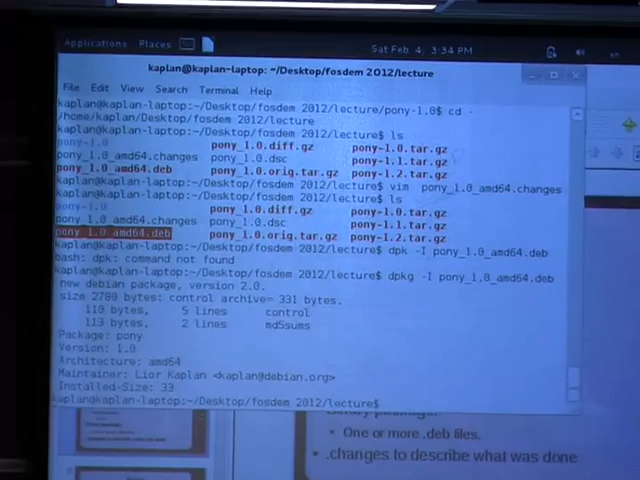 Applications Places Sat Feb 4, 3:34 PM
kaplan@kaplan-laptop: ~/Desktop/fosdem 2012/lecture
File Edit View Search Terminal Help
kaplan@kaplan-laptop:~/Desktop/fosdem 2012/lecture/pony-1.0$ cd -
/home/kaplan/Desktop/fosdem 2012/lecture
kaplan@kaplan-laptop:~/Desktop/fosdem 2012/lecture$ ls
pony-1.0 pony_1.0.diff.gz pony-1.0.tar.gz
pony_1.0_amd64.changes pony_1.0.dsc pony-1.1.tar.gz
pony_1.0_amd64.deb pony_1.0.orig.tar.gz pony-1.2.tar.gz
kaplan@kaplan-laptop:~/Desktop/fosdem 2012/lecture$ vim pony_1.0_amd64.changes
kaplan@kaplan-laptop:~/Desktop/fosdem 2012/lecture$ ls
pony-1.0 pony_1.0.diff.gz pony-1.0.tar.gz
pony_1.0_amd64.changes pony_1.0.dsc pony-1.1.tar.gz
pony_1.0_amd64.deb pony_1.0.orig.tar.gz pony-1.2.tar.gz
kaplan@kaplan-laptop:~/Desktop/fosdem 2012/lecture$ dpk -I pony_1.0_amd64.deb
bash: dpk: command not found
kaplan@kaplan-laptop:~/Desktop/fosdem 2012/lecture$ dpkg -I pony_1.0_amd64.deb
new debian package, version 2.0.
size 2780 bytes: control archive= 331 bytes.
110 bytes, 5 lines control
113 bytes, 2 lines md5sums
Package: pony
Version: 1.0
Architecture: amd64
Maintainer: Lior Kaplan <kaplan@debian.org>
Installed-Size: 33
kaplan@kaplan-laptop:~/Desktop/fosdem 2012/lecture$
Binary package:
• One or more .deb files.
• .changes to describe what was done